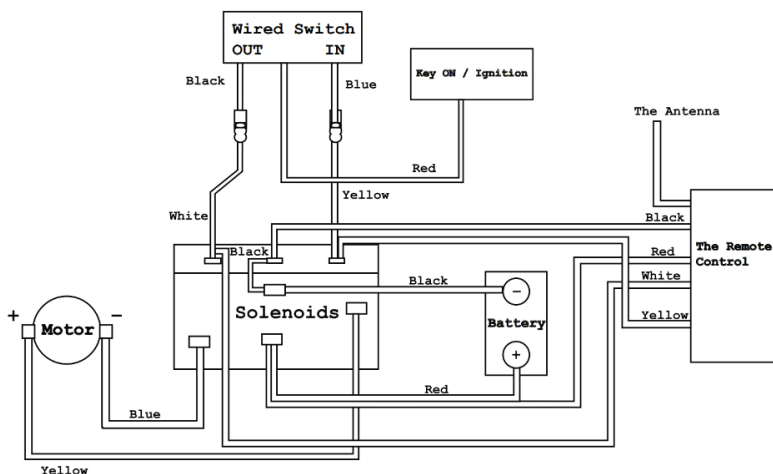 Wired Switch
OUT IN
Key ON / Ignition
Black
Blue
The Antenna
Red
Yellow
White
Black
Black
Red
The Remote
Control
White
Black
Solenoids
Battery
Yellow
+
Motor
−
−
+
Red
Blue
Yellow